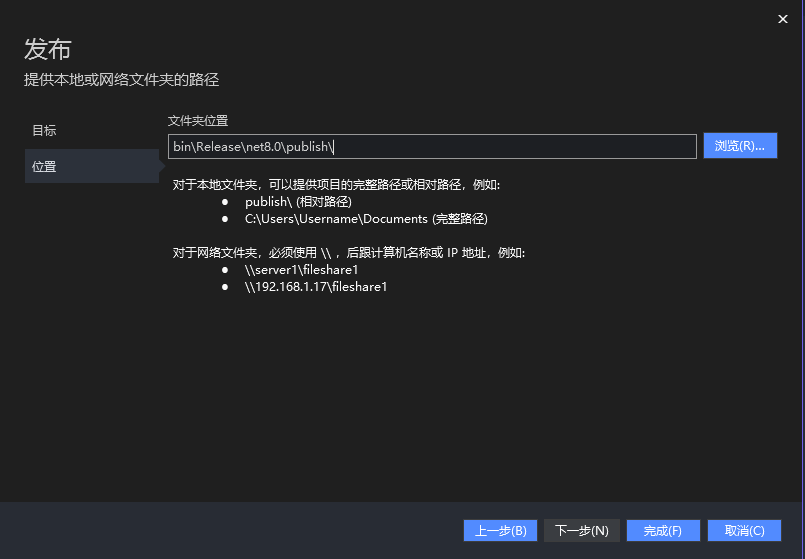 发布
提供本地或网络文件夹的路径
目标
位置
文件夹位置
bin\Release\net8.0\publish\
浏览(R)...
对于本地文件夹，可以提供项目的完整路径或相对路径，例如:
● publish\ (相对路径)
● C:\Users\Username\Documents (完整路径)
对于网络文件夹，必须使用 \\ ，后跟计算机名称或 IP 地址，例如:
● \\server1\fileshare1
● \\192.168.1.17\fileshare1
上一步(B) 下一步(N) 完成(F) 取消(C)